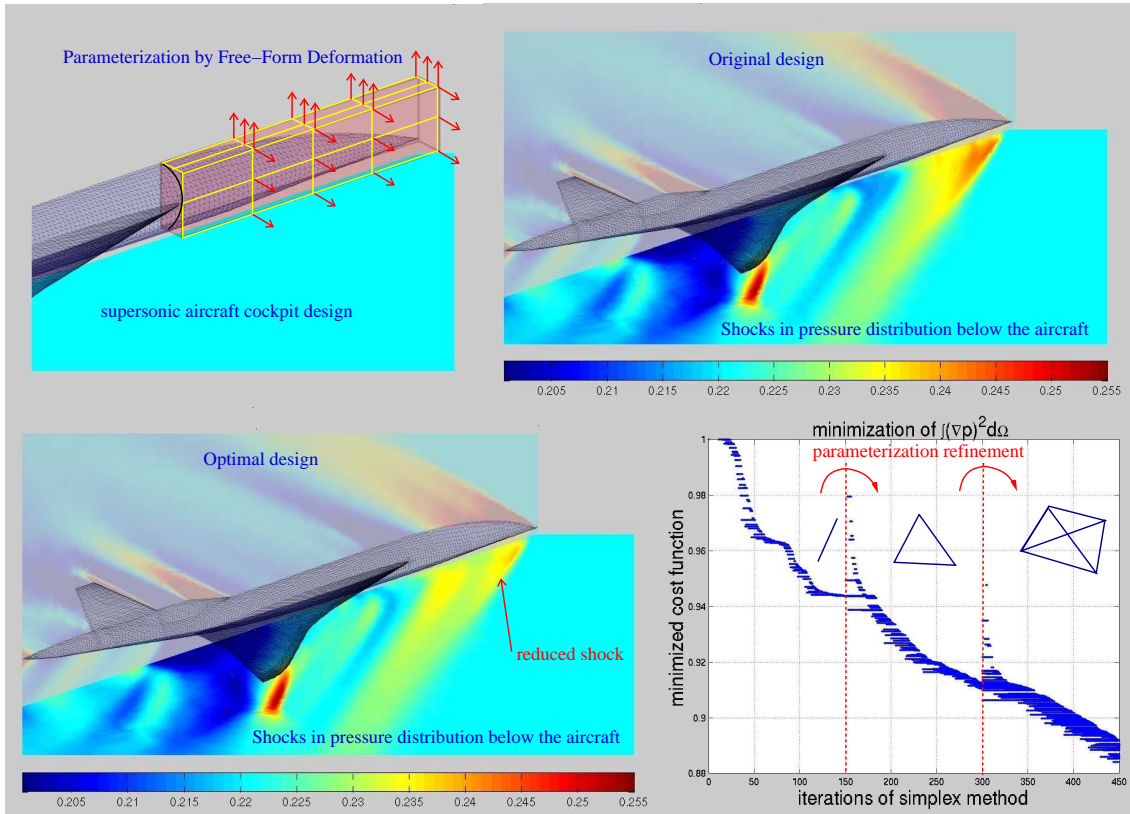 Parameterization by Free−Form Deformation
supersonic aircraft cockpit design
Original design
Shocks in pressure distribution below the aircraft
0.205 0.21 0.215 0.22 0.225 0.23 0.235 0.24 0.245 0.25 0.255
Optimal design
reduced shock
Shocks in pressure distribution below the aircraft
0.205 0.21 0.215 0.22 0.225 0.23 0.235 0.24 0.245 0.25 0.255
minimization of ∫(∇p)²dΩ
parameterization refinement
minimized cost function
1
0.98
0.96
0.94
0.92
0.9
0.88
0 50 100 150 200 250 300 350 400 450
iterations of simplex method